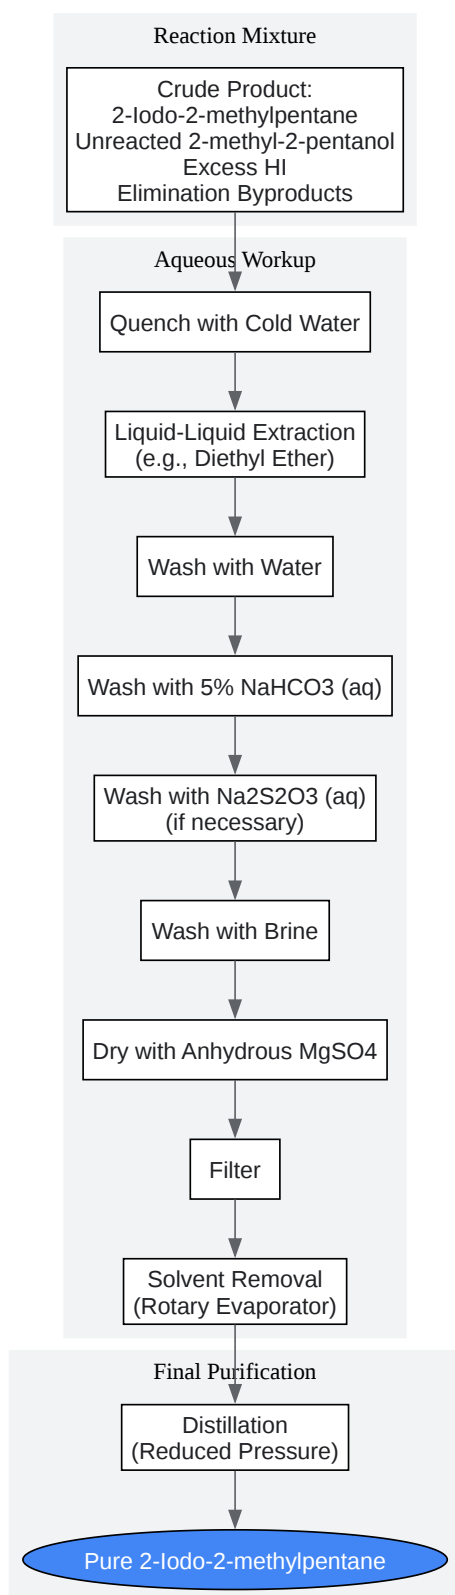 Reaction Mixture
Crude Product:
2-Iodo-2-methylpentane
Unreacted 2-methyl-2-pentanol
Excess HI
Elimination Byproducts
Aqueous Workup
Quench with Cold Water
Liquid-Liquid Extraction
(e.g., Diethyl Ether)
Wash with Water
Wash with 5% NaHCO3 (aq)
Wash with Na2S2O3 (aq)
(if necessary)
Wash with Brine
Dry with Anhydrous MgSO4
Filter
Solvent Removal
(Rotary Evaporator)
Final Purification
Distillation
(Reduced Pressure)
Pure 2-Iodo-2-methylpentane